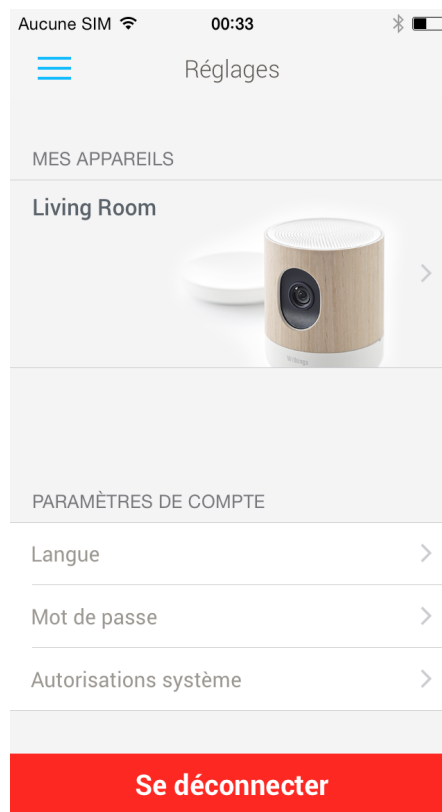 Aucune SIM 00:33
Réglages
MES APPAREILS
Living Room
Withings
PARAMÈTRES DE COMPTE
Langue
Mot de passe
Autorisations système
Se déconnecter